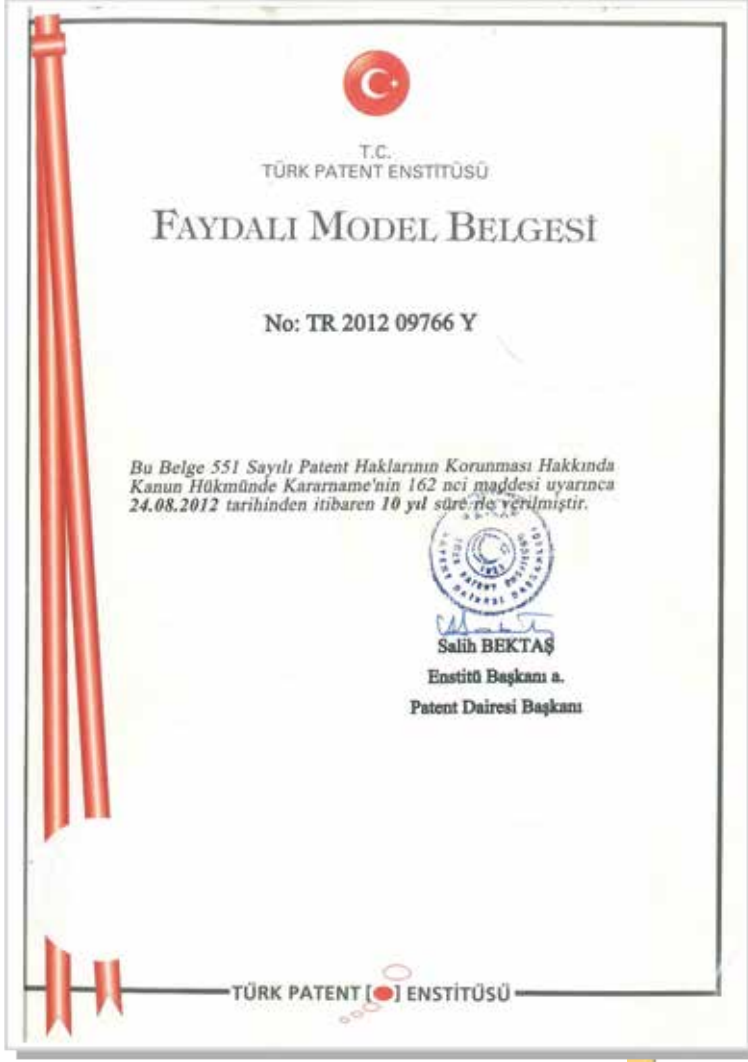 T.C.
TÜRK PATENT ENSTİTÜSÜ
FAYDALI MODEL BELGESİ
No: TR 2012 09766 Y
Bu Belge 551 Sayılı Patent Haklarının Korunması Hakkında
Kanun Hükmünde Kararname'nin 162 nci maddesi uyarınca
24.08.2012 tarihinden itibaren 10 yıl süre ile verilmiştir.
Salih BEKTAŞ
Enstitü Başkanı a.
Patent Dairesi Başkanı
TÜRK PATENT [●] ENSTİTÜSÜ